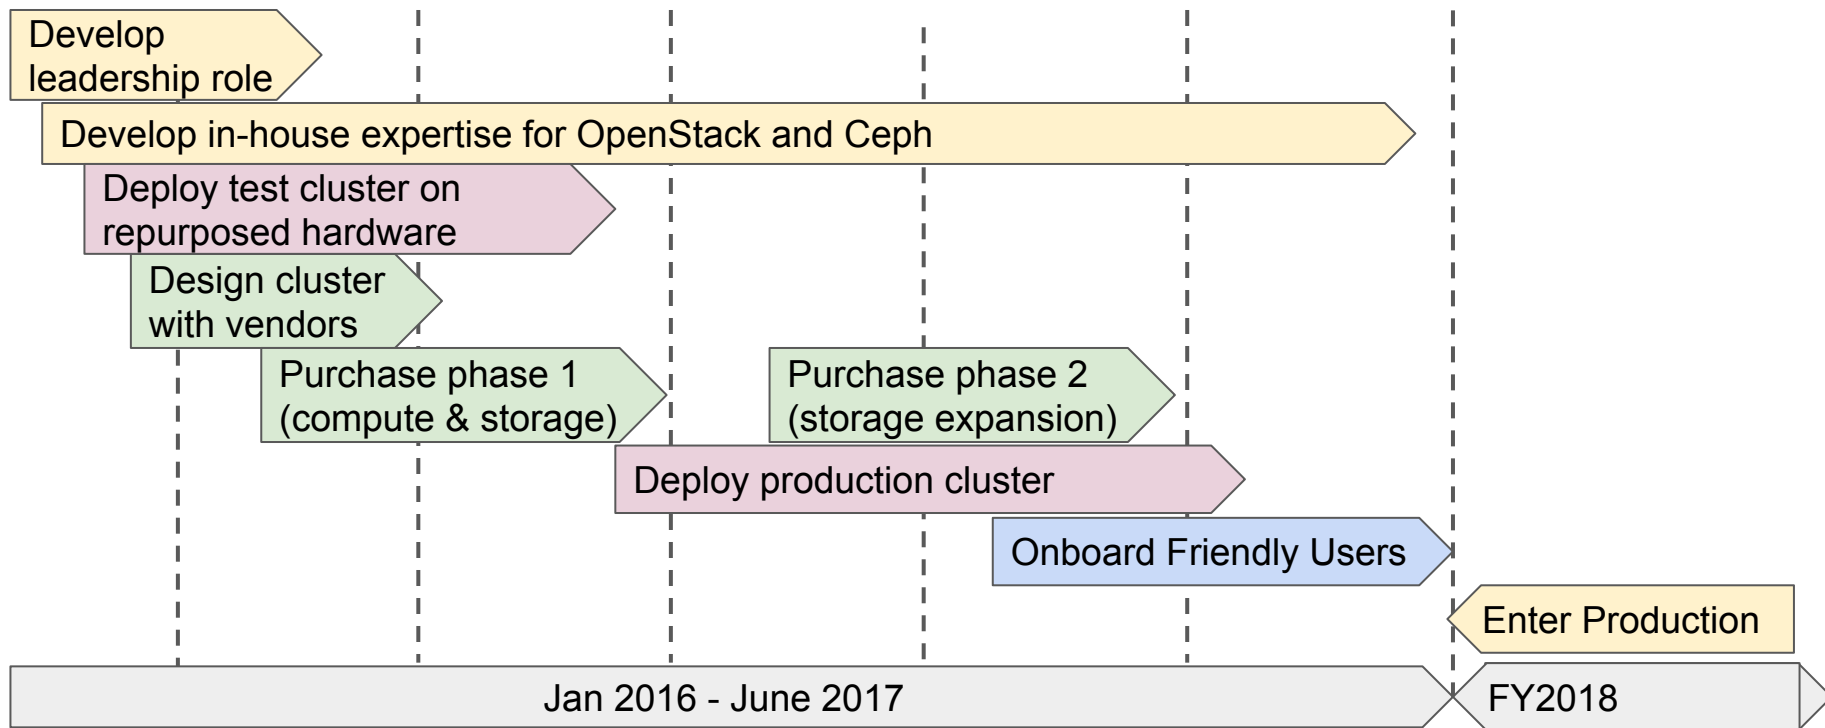 Develop
leadership role
Develop in-house expertise for OpenStack and Ceph
Deploy test cluster on
repurposed hardware
Design cluster
with vendors
Purchase phase 1
(compute & storage)
Purchase phase 2
(storage expansion)
Deploy production cluster
Onboard Friendly Users
Enter Production
Jan 2016 - June 2017
FY2018